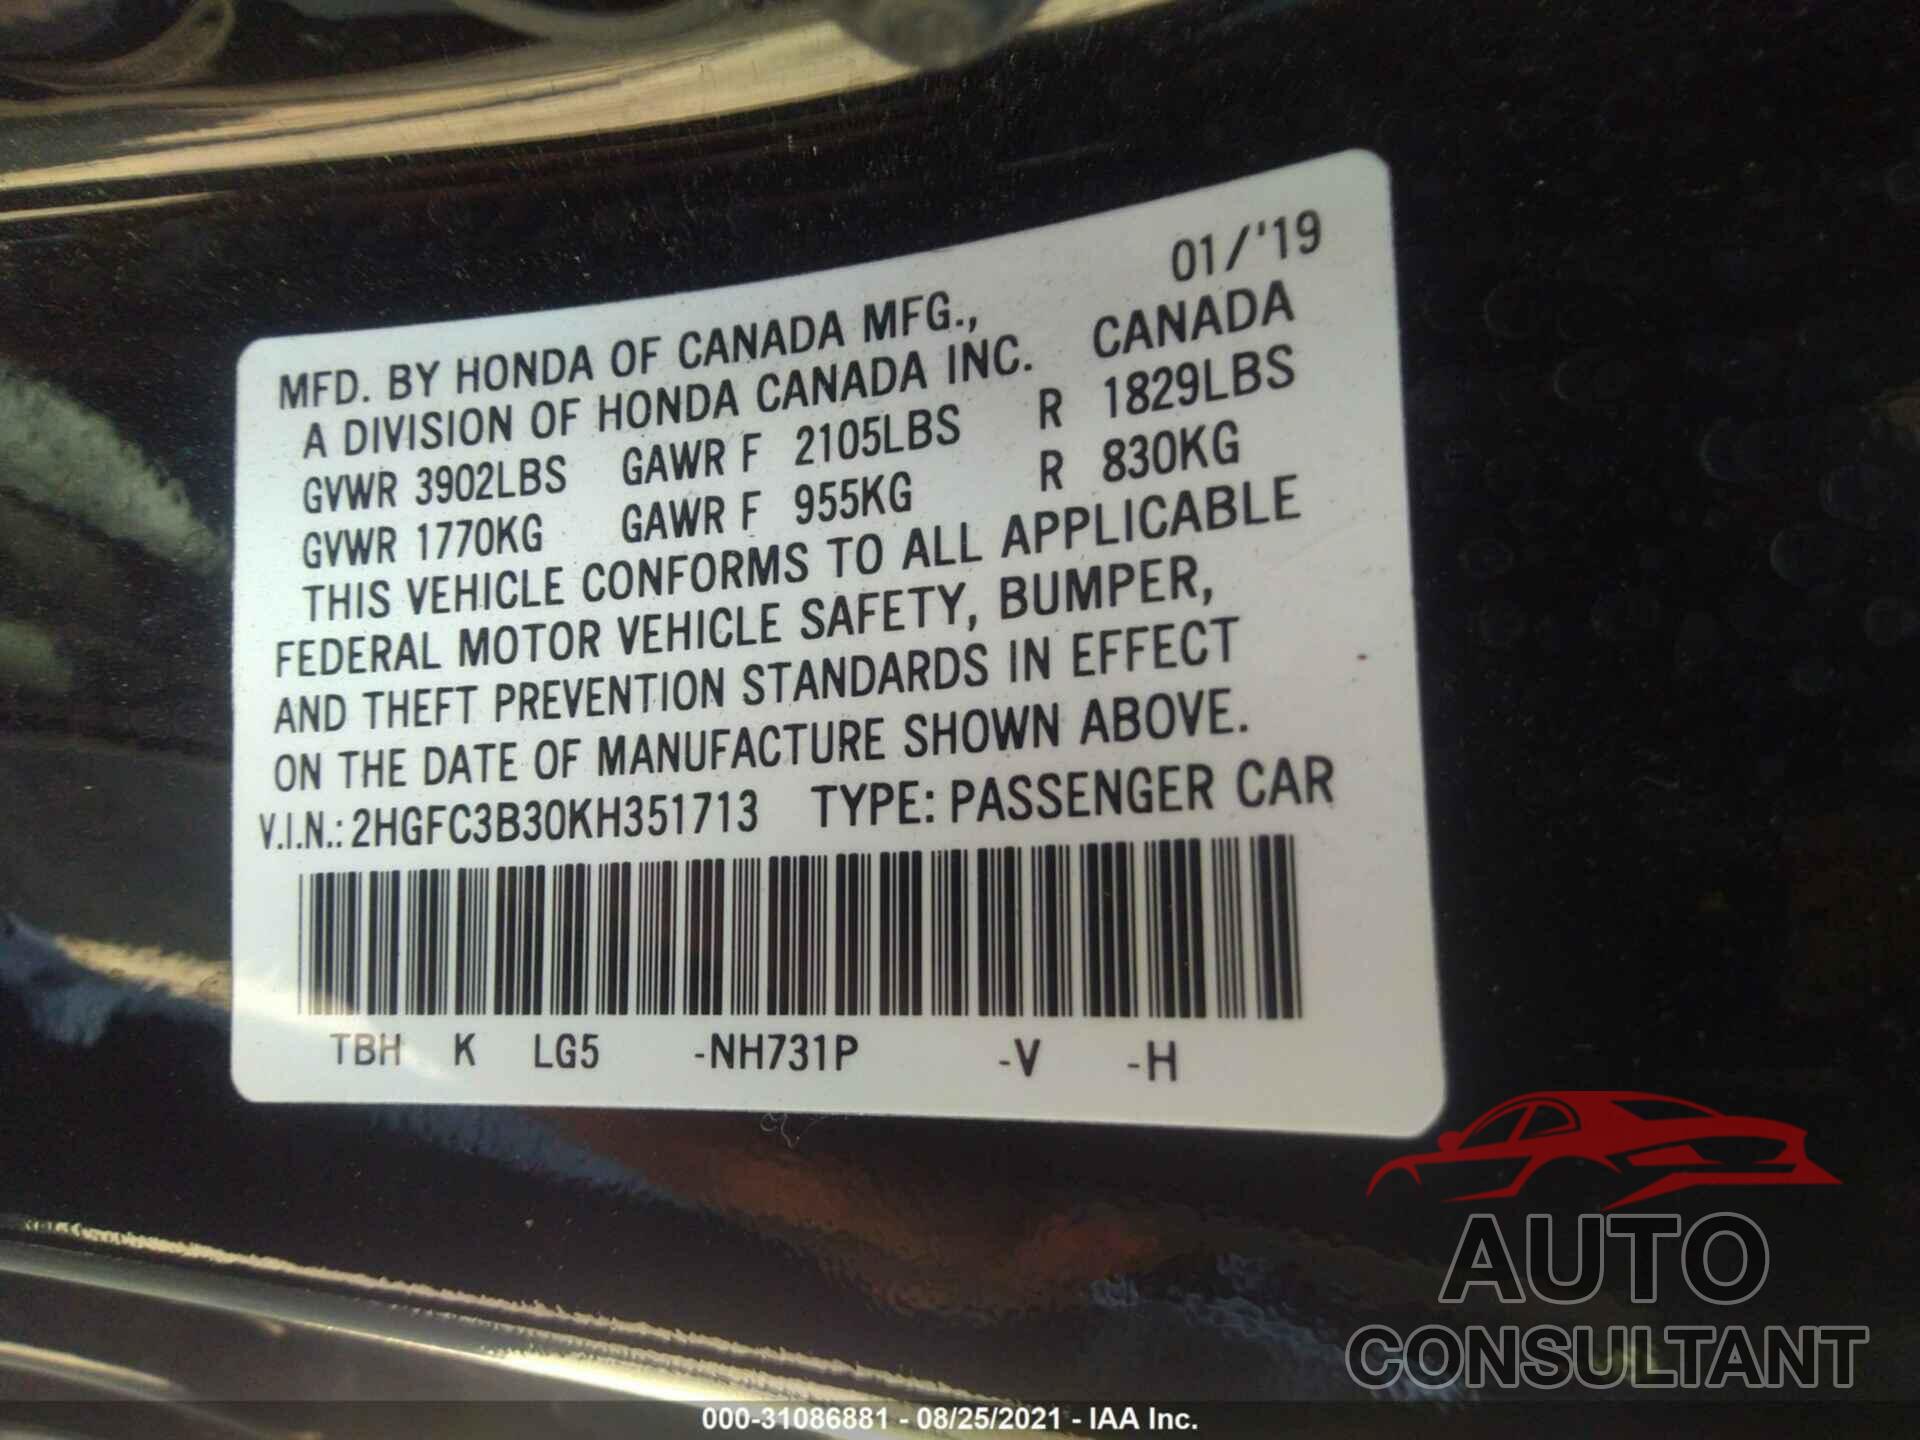 01/'19
MFD. BY HONDA OF CANADA MFG.,
A DIVISION OF HONDA CANADA INC. CANADA
GVWR 3902LBS GAWR F 2105LBS R 1829LBS
GVWR 1770KG GAWR F 955KG R 830KG
THIS VEHICLE CONFORMS TO ALL APPLICABLE
FEDERAL MOTOR VEHICLE SAFETY, BUMPER,
AND THEFT PREVENTION STANDARDS IN EFFECT
ON THE DATE OF MANUFACTURE SHOWN ABOVE.
V.I.N.: 2HGFC3B30KH351713 TYPE: PASSENGER CAR
TBH K LG5 -NH731P -V -H
AUTO
CONSULTANT
000-31086881 - 08/25/2021 - IAA Inc.